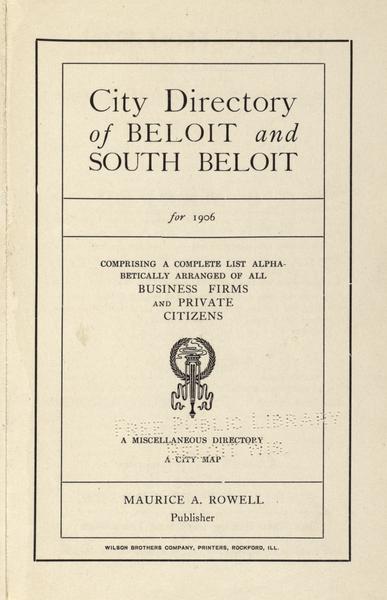 City Directory
of BELOIT and
SOUTH BELOIT
for 1906
COMPRISING A COMPLETE LIST ALPHA-
BETICALLY ARRANGED OF ALL
BUSINESS FIRMS
AND PRIVATE
CITIZENS
FREE PUBLIC LIBRARY
A MISCELLANEOUS DIRECTORY
BELOIT WIS.
A CITY MAP
MAURICE A. ROWELL
Publisher
WILSON BROTHERS COMPANY, PRINTERS, ROCKFORD, ILL.